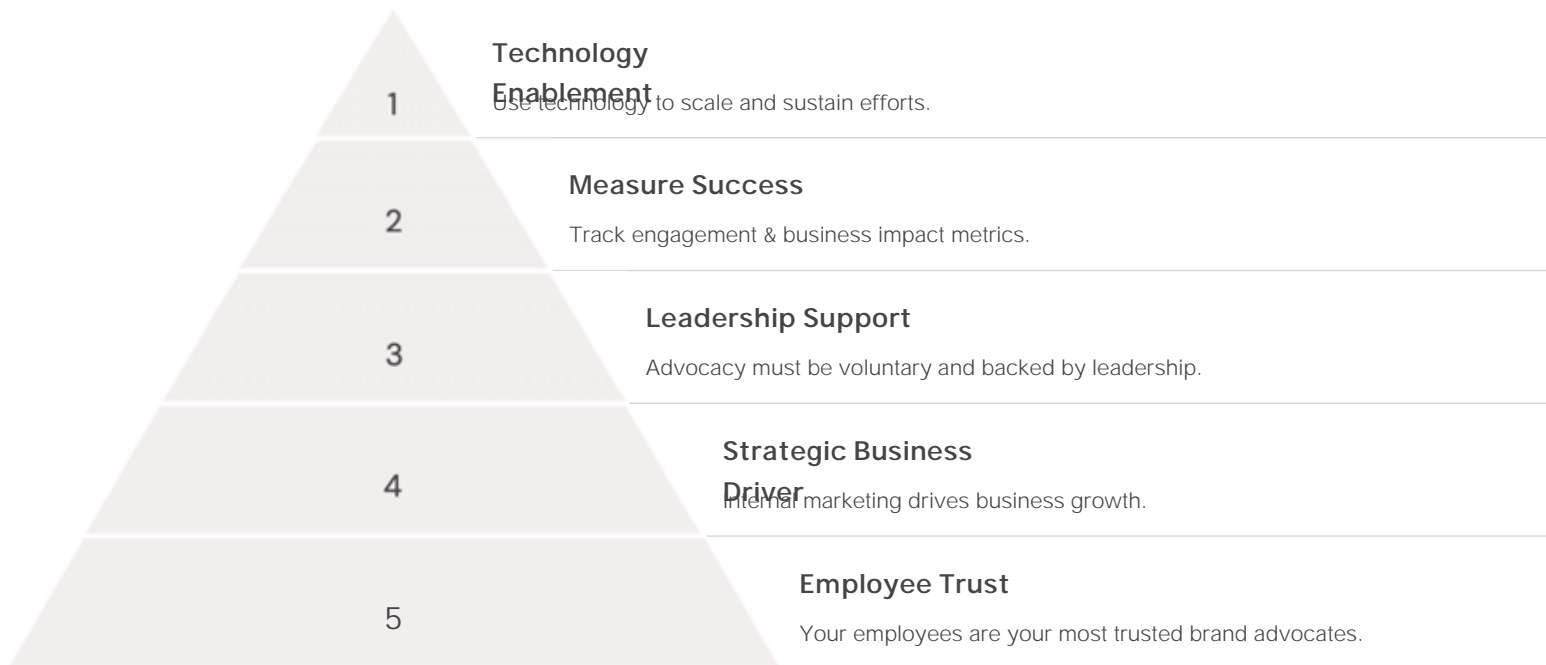 Technology
Enablement
1
Use technology to scale and sustain efforts.
Measure Success
2
Track engagement & business impact metrics.
Leadership Support
3
Advocacy must be voluntary and backed by leadership.
Strategic Business
Driver
4
Internal marketing drives business growth.
Employee Trust
5
Your employees are your most trusted brand advocates.